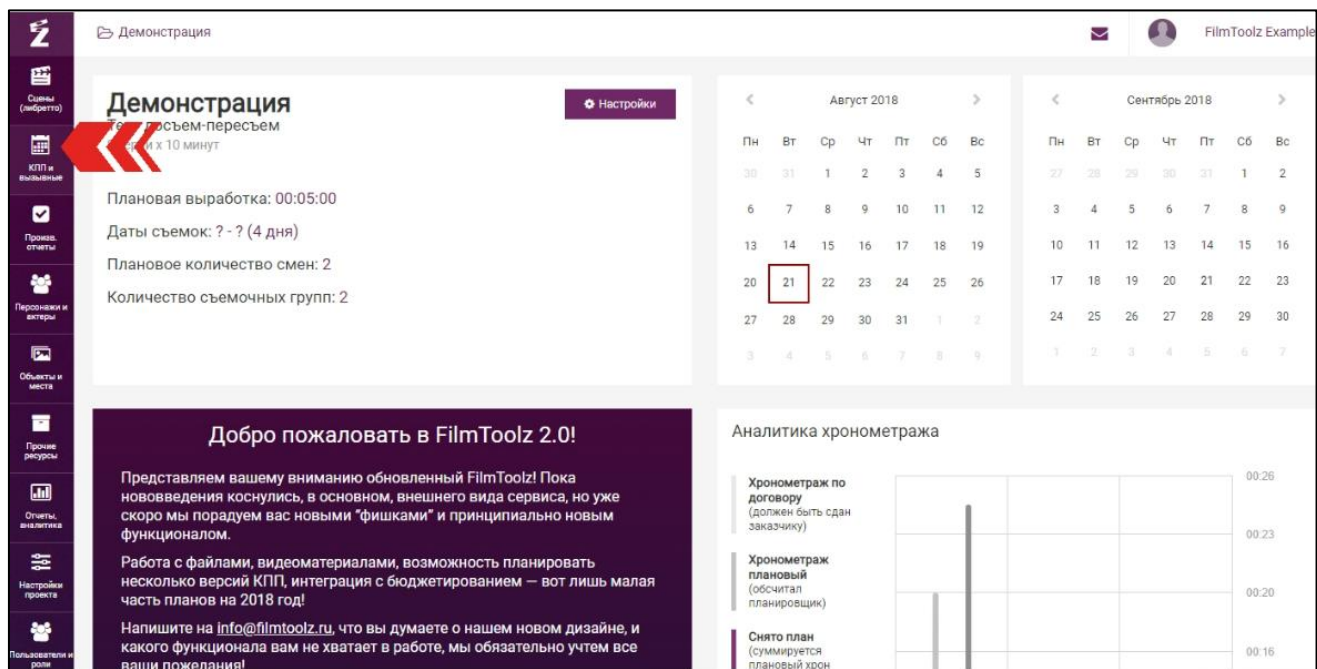 Демонстрация
FilmToolz Example
Сцены
(либретто)
КПП и
вызывные
Произв.
отчеты
Персонажи и
актеры
Объекты и
места
Прочие
ресурсы
Отчеты,
аналитика
Настройки
проекта
Пользователи и
роли
Демонстрация
Настройки
досъем-пересъем
х 10 минут
Плановая выработка: 00:05:00
Даты съемок: ? - ? (4 дня)
Плановое количество смен: 2
Количество съемочных групп: 2
Август 2018
Пн Вт Ср Чт Пт Сб Вс
30 31 1 2 3 4 5
6 7 8 9 10 11 12
13 14 15 16 17 18 19
20 21 22 23 24 25 26
27 28 29 30 31 1 2
3 4 5 6 7 8 9
Сентябрь 2018
Пн Вт Ср Чт Пт Сб Вс
27 28 29 30 31 1 2
3 4 5 6 7 8 9
10 11 12 13 14 15 16
17 18 19 20 21 22 23
24 25 26 27 28 29 30
1 2 3 4 5 6 7
Добро пожаловать в FilmToolz 2.0!
Представляем вашему вниманию обновленный FilmToolz! Пока
нововведения коснулись, в основном, внешнего вида сервиса, но уже
скоро мы порадуем вас новыми “фишками” и принципиально новым
функционалом.
Работа с файлами, видеоматериалами, возможность планировать
несколько версий КПП, интеграция с бюджетированием — вот лишь малая
часть планов на 2018 год!
Напишите на info@filmtoolz.ru, что вы думаете о нашем новом дизайне, и
какого функционала вам не хватает в работе, мы обязательно учтем все
ваши пожелания!
Аналитика хронометража
Хронометраж по
договору
(должен быть сдан
заказчику)
Хронометраж
плановый
(обсчитал
планировщик)
Снято план
(суммируется
плановый хрон
00:26
00:23
00:20
00:16